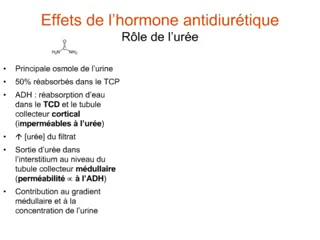 Effets de l'hormone antidiurétique
Rôle de l'urée
O
H₂N NH₂
• Principale osmole de l'urine
• 50% réabsorbés dans le TCP
• ADH : réabsorption d'eau
dans le TCD et le tubule
collecteur cortical
(imperméables à l'urée)
• ↑ [urée] du filtrat
• Sortie d'urée dans
l'interstitium au niveau du
tubule collecteur médullaire
(perméabilité ∝ à l'ADH)
• Contribution au gradient
médullaire et à la
concentration de l'urine